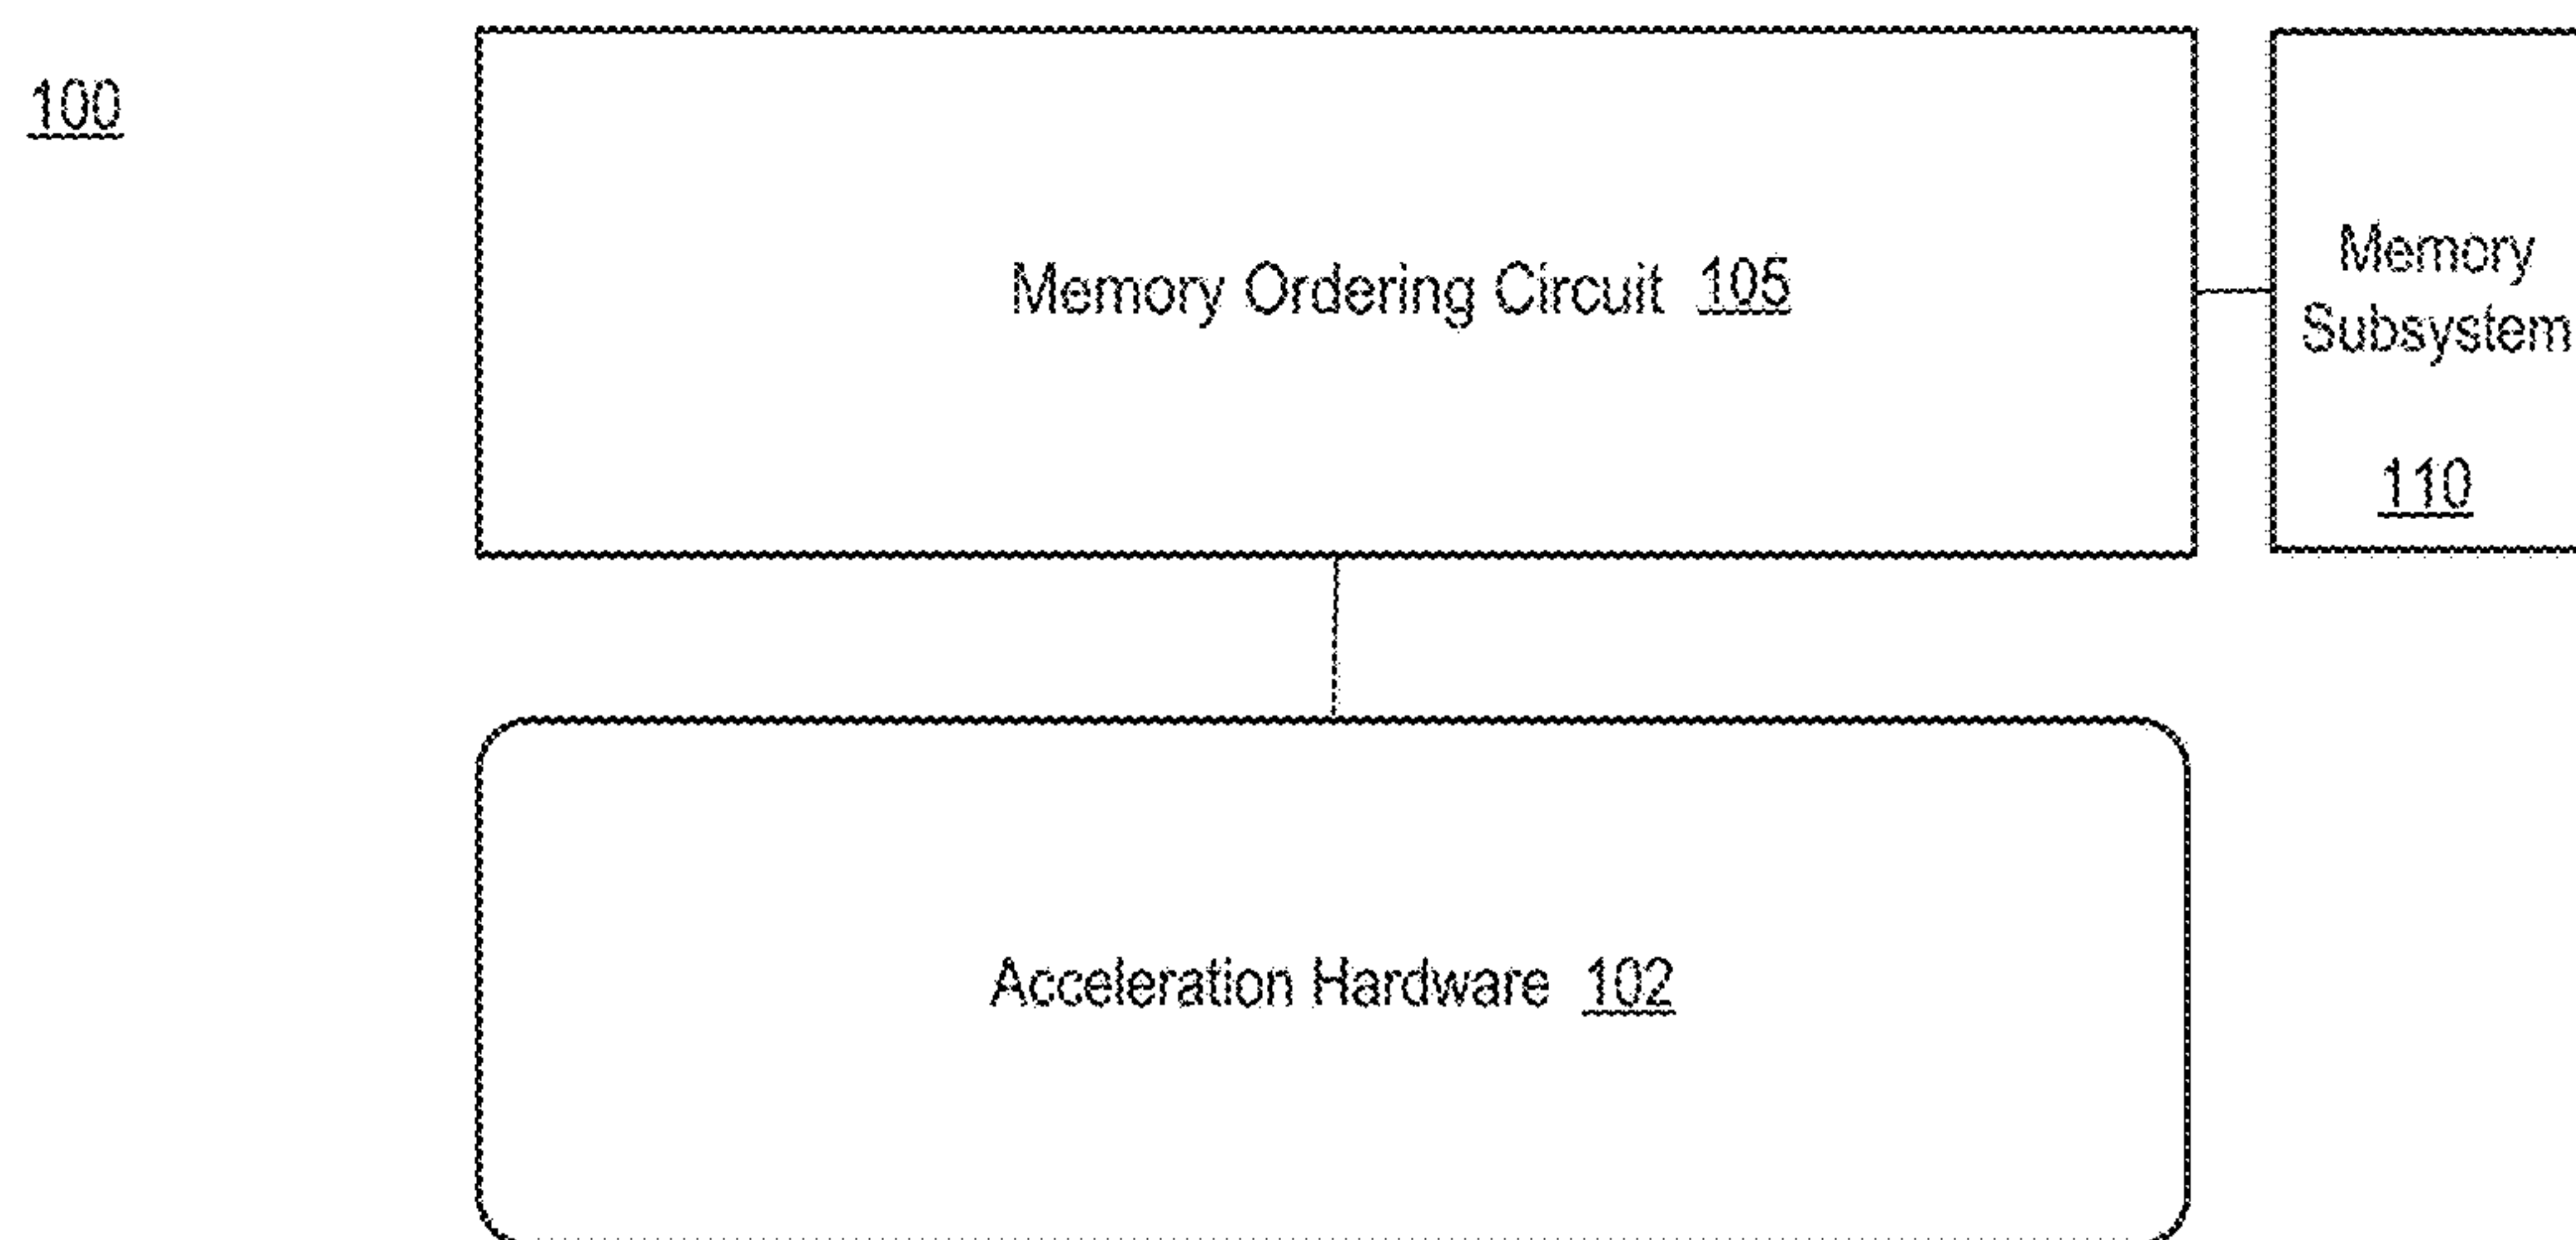 100
Memory Ordering Circuit 105
Memory
Subsystem
110
Acceleration Hardware 102